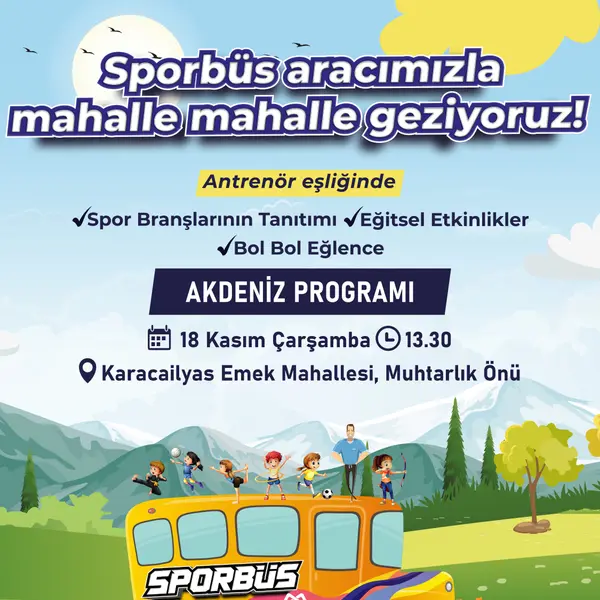 Sporbüs aracımızla
mahalle mahalle geziyoruz!
Antrenör eşliğinde
✓Spor Branşlarının Tanıtımı ✓Eğitsel Etkinlikler
✓Bol Bol Eğlence
AKDENİZ PROGRAMI
18 Kasım Çarşamba 13.30
Karacailyas Emek Mahallesi, Muhtarlık Önü
SPORBÜS